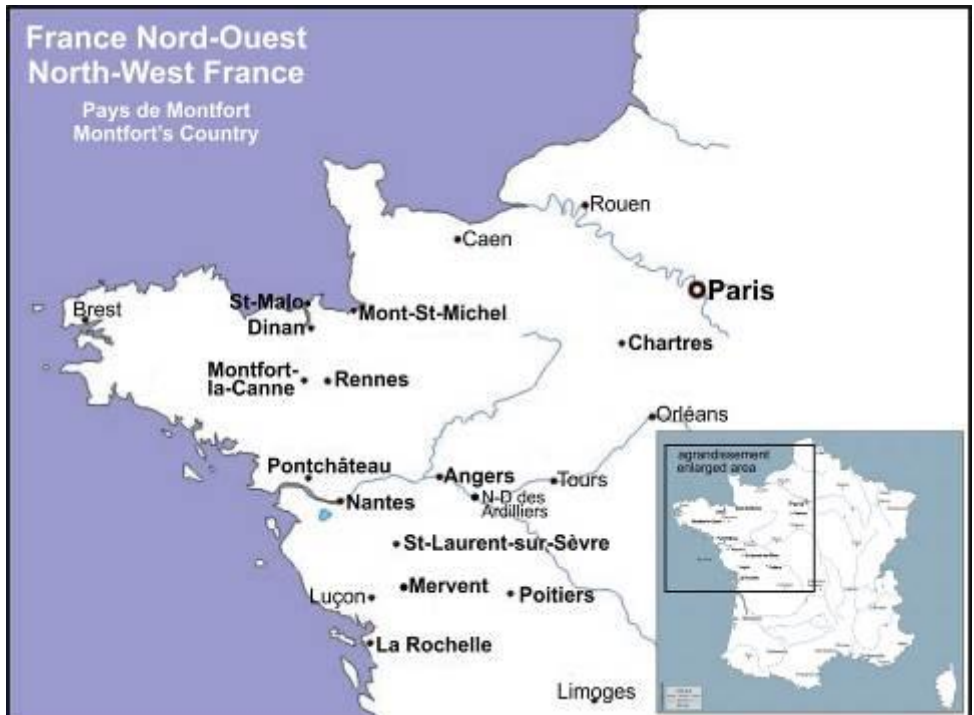 France Nord-Ouest
North-West France
Pays de Montfort
Montfort's Country
Rouen
Caen
Paris
Brest
St-Malo
Mont-St-Michel
Dinan
Chartres
Montfort-
la-Canne
Rennes
Orléans
agrandissement
enlarged area
Pontchâteau
Angers
Tours
Nantes
N-D des
Ardilliers
St-Laurent-sur-Sèvre
Mervent
Luçon
Poitiers
La Rochelle
Limoges